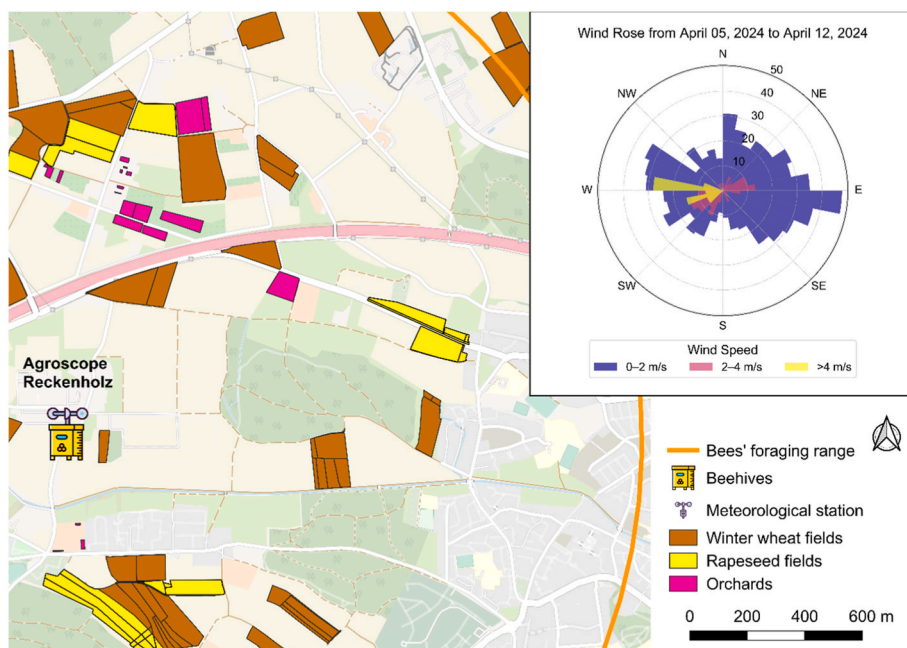 Wind Rose from April 05, 2024 to April 12, 2024
N
50
NW
40
NE
30
20
10
W
E
SW
SE
S
Wind Speed
0–2 m/s
2–4 m/s
>4 m/s
Agroscope
Reckenholz
Bees' foraging range
Beehives
Meteorological station
Winter wheat fields
Rapeseed fields
Orchards
0 200 400 600 m